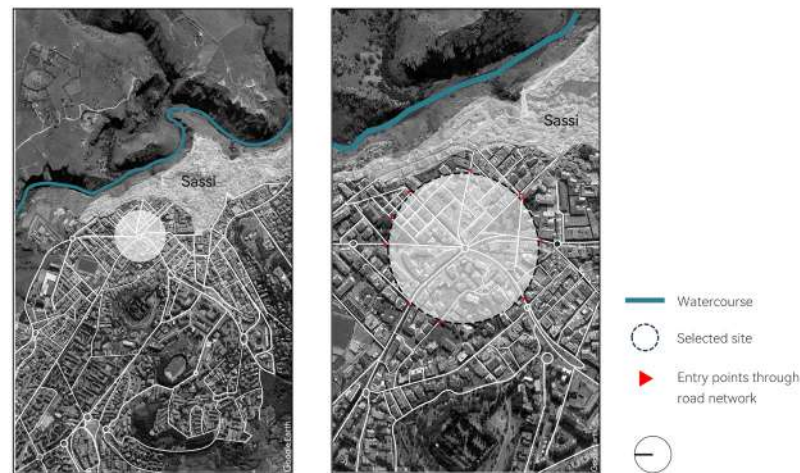 Sassi
Google Earth
Sassi
Google Earth
Watercourse
Selected site
Entry points through
road network